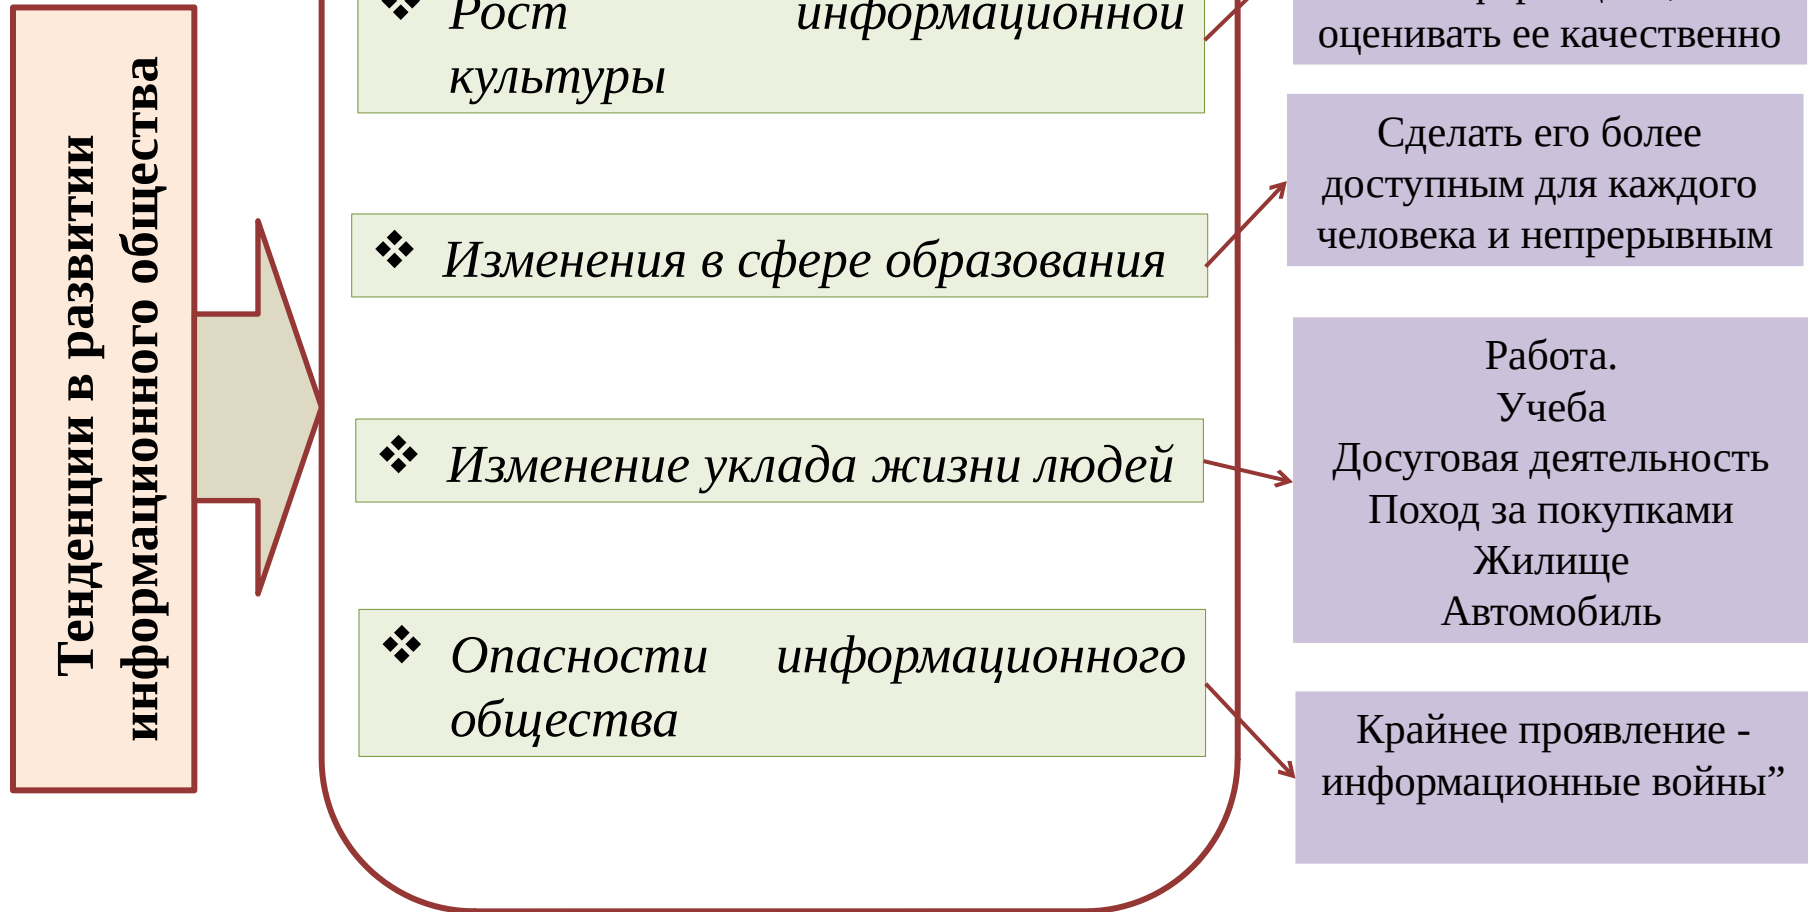 Тенденции в развитии
информационного общества
❖ Рост информационной
культуры
❖ Изменения в сфере образования
❖ Изменение уклада жизни людей
❖ Опасности информационного
общества
оценивать ее качественно
Сделать его более
доступным для каждого
человека и непрерывным
Работа.
Учеба
Досуговая деятельность
Поход за покупками
Жилище
Автомобиль
Крайнее проявление -
информационные войны”